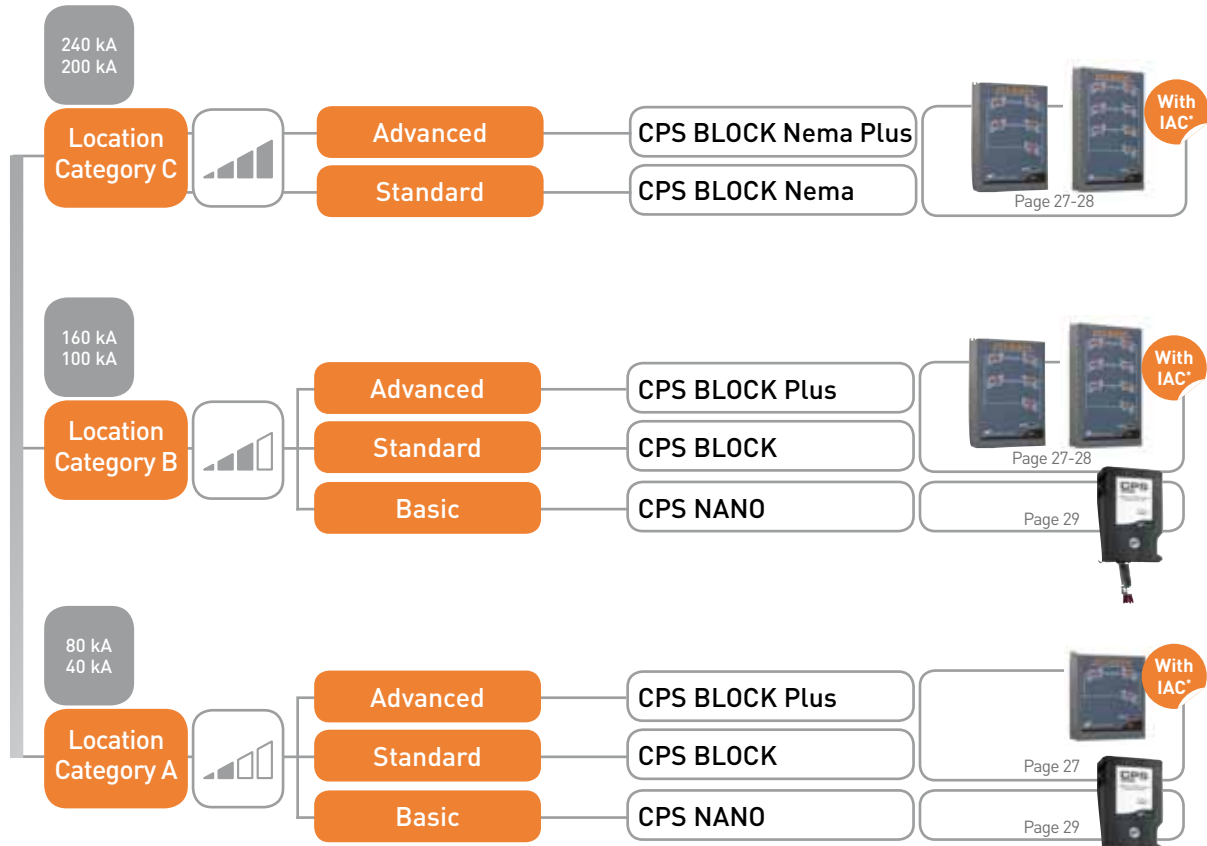 240 kA
200 kA
Location
Category C
Advanced
CPS BLOCK Nema Plus
Standard
CPS BLOCK Nema
With
IAC*
Page 27-28
160 kA
100 kA
Location
Category B
Advanced
CPS BLOCK Plus
Standard
CPS BLOCK
Basic
CPS NANO
With
IAC*
Page 27-28
Page 29
CPS
80 kA
40 kA
Location
Category A
Advanced
CPS BLOCK Plus
Standard
CPS BLOCK
Basic
CPS NANO
With
IAC*
Page 27
Page 29
CPS